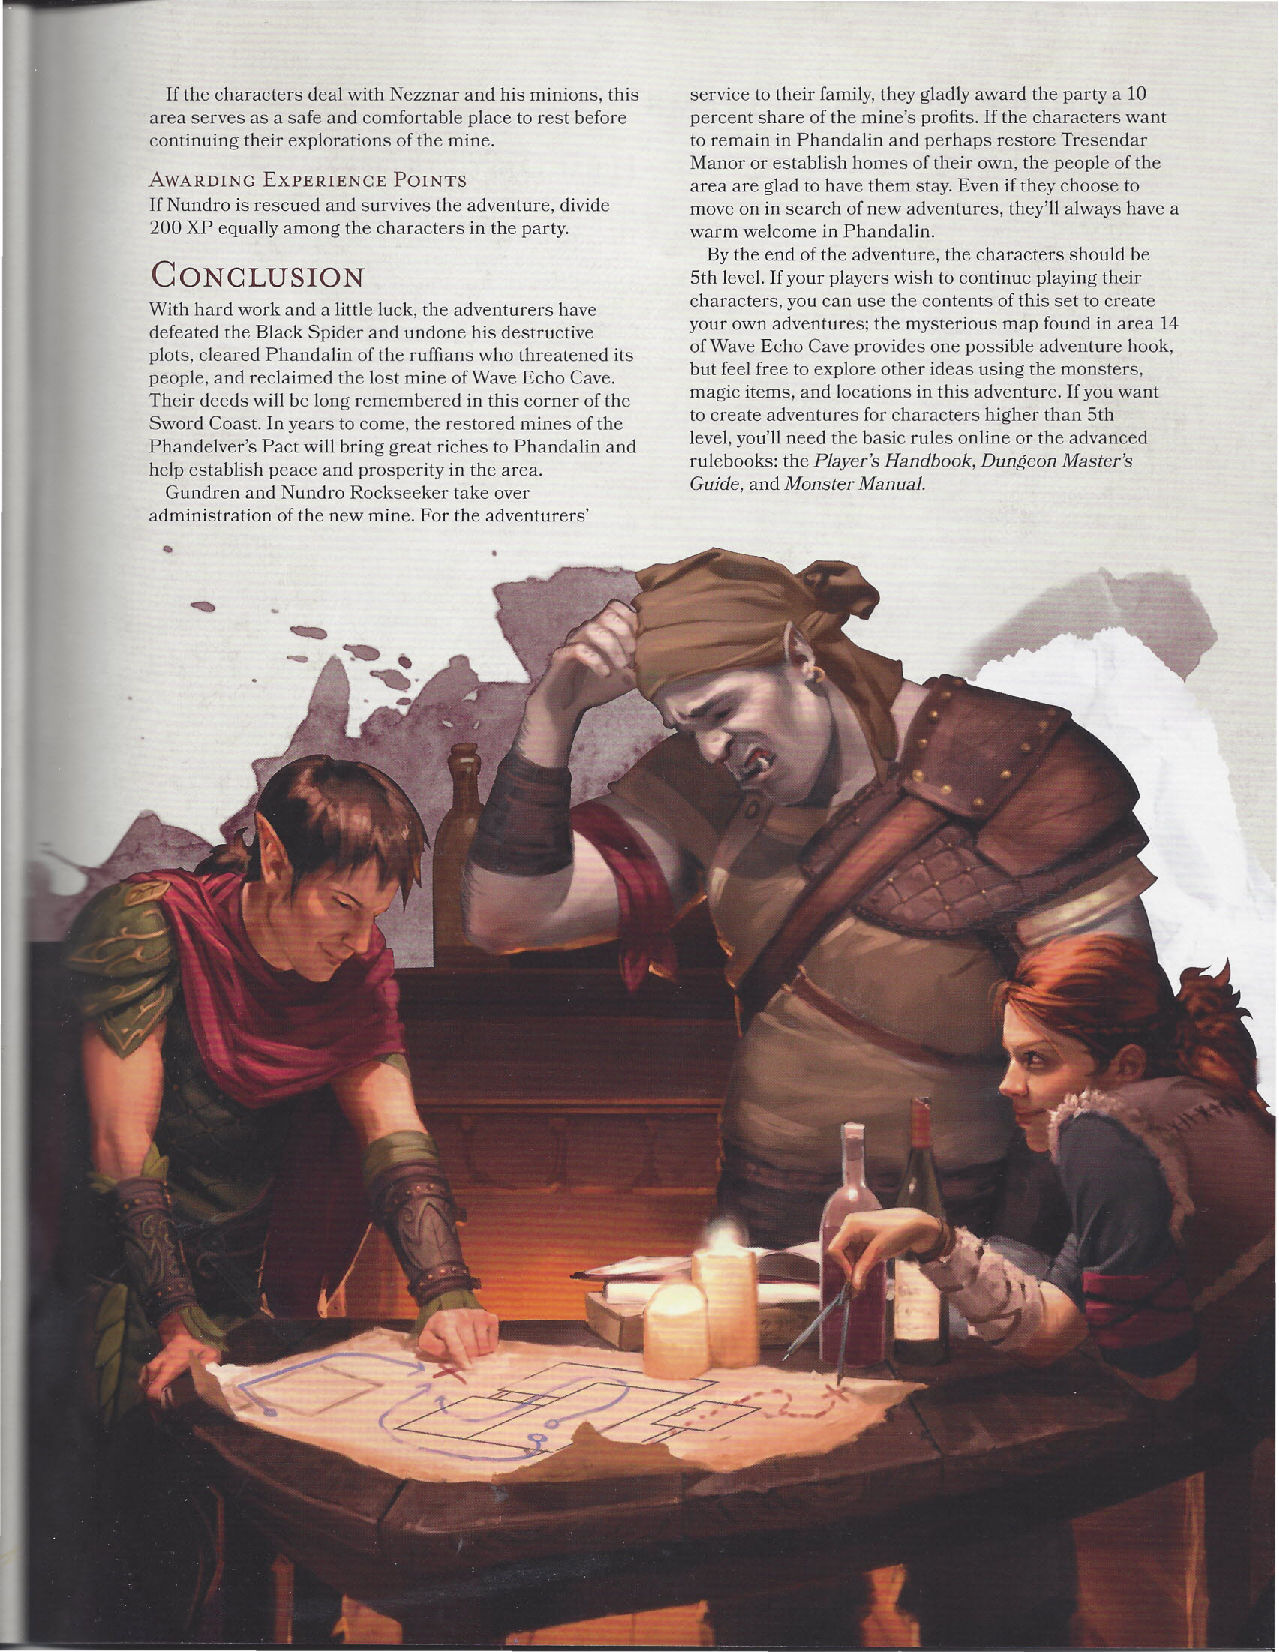 If the characters deal with Nezznar and his minions, this
area serves as a safe and comfortable place to rest before
continuing their explorations of the mine.
Awarding Experience Points
If Nundro is rescued and survives the adventure, divide
200 XP equally among the characters in the party.
Conclusion
With hard work and a little luck, the adventurers have
defeated the Black Spider and undone his destructive
plots, cleared Phandalin of the ruffians who threatened its
people, and reclaimed the lost mine of Wave Echo Cave.
Their deeds will be long remembered in this corner of the
Sword Coast. In years to come, the restored mines of the
Phandelver's Pact will bring great riches to Phandalin and
help establish peace and prosperity in the area.
Gundren and Nundro Rockseeker take over
administration of the new mine. For the adventurers'
service to their family, they gladly award the party a 10
percent share of the mine's profits. If the characters want
to remain in Phandalin and perhaps restore Tresendar
Manor or establish homes of their own, the people of the
area are glad to have them stay. Even if they choose to
move on in search of new adventures, they'll always have a
warm welcome in Phandalin.
By the end of the adventure, the characters should be
5th level. If your players wish to continue playing their
characters, you can use the contents of this set to create
your own adventures; the mysterious map found in area 14
of Wave Echo Cave provides one possible adventure hook,
but feel free to explore other ideas using the monsters,
magic items, and locations in this adventure. If you want
to create adventures for characters higher than 5th
level, you'll need the basic rules online or the advanced
rulebooks: the Player's Handbook, Dungeon Master's
Guide, and Monster Manual.